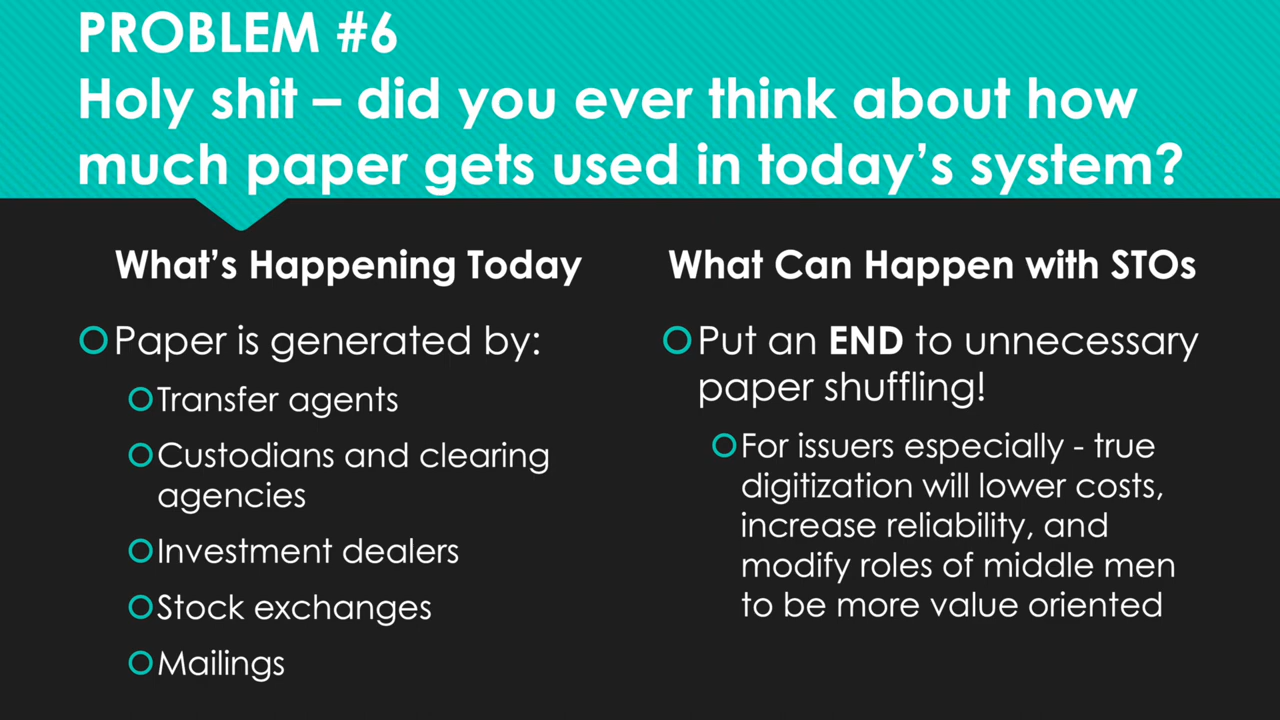 PROBLEM #6
Holy shit – did you ever think about how
much paper gets used in today’s system?
What’s Happening Today
Paper is generated by:
Transfer agents
Custodians and clearing
agencies
Investment dealers
Stock exchanges
Mailings
What Can Happen with STOs
Put an END to unnecessary
paper shuffling!
For issuers especially - true
digitization will lower costs,
increase reliability, and
modify roles of middle men
to be more value oriented